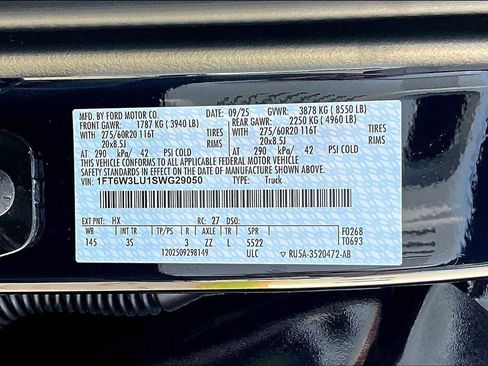 MFD. BY FORD MOTOR CO. DATE: 09/25 GVWR: 3878 KG ( 8550 LB)
FRONT GAWR: 1787 KG ( 3940 LB) REAR GAWR: 2250 KG ( 4960 LB)
275/60R20 116T TIRES 275/60R20 116T TIRES
20x8.5J RIMS 20x8.5J RIMS
AT 290 kPa/ 42 PSI COLD AT 290 kPa/ 42 PSI COLD
THIS VEHICLE CONFORMS TO ALL APPLICABLE FEDERAL MOTOR VEHICLE
SAFETY STANDARDS IN EFFECT ON THE DATE OF MANUFACTURE SHOWN ABOVE.
VIN: 1FT6W3LU1SWG29050 TYPE: Truck
EXT PNT: HX RC: 27 DSO:
WB INT TR TP/PS R AXLE TR SPR F0268
145 3S 3 ZZ L 5522 T0693
1202509298149 ULC ▽ RU5A-3520472-AB